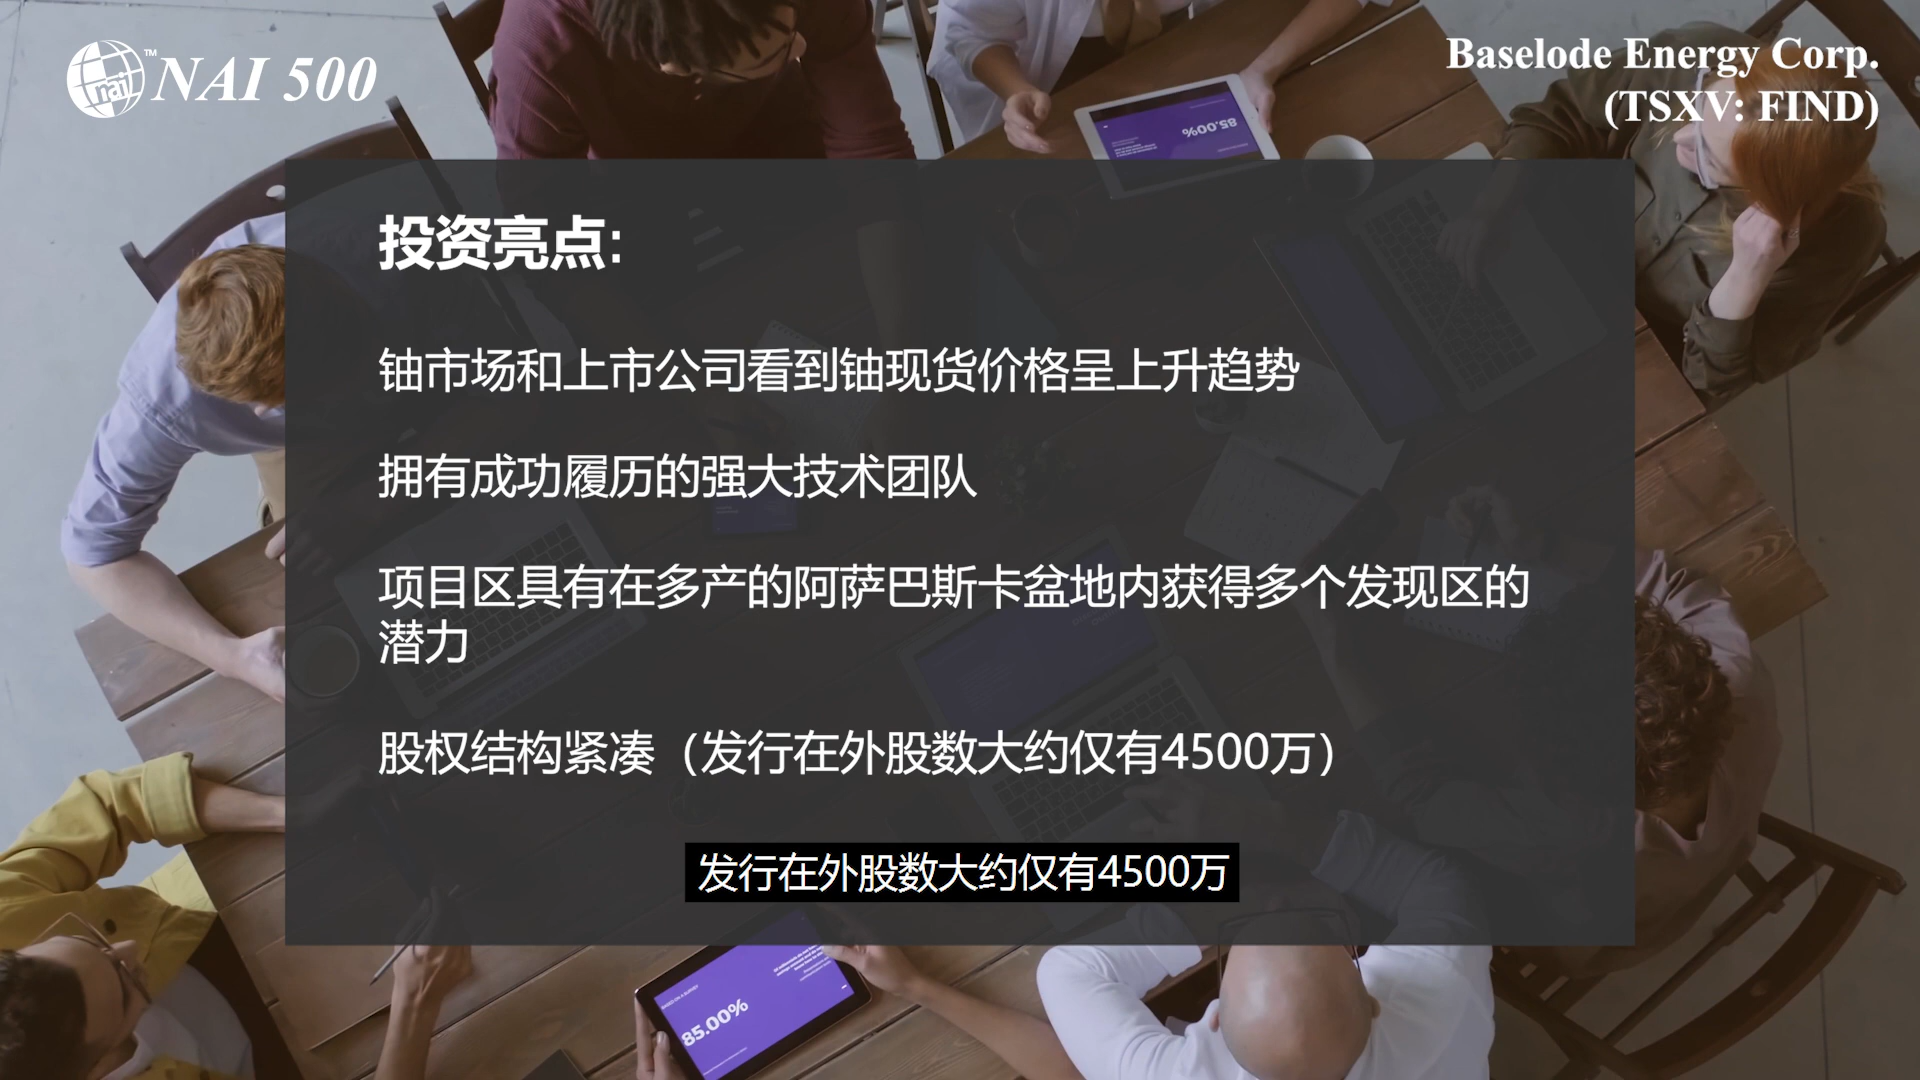 nai
™
NAI 500
Baselode Energy Corp.
(TSXV: FIND)
85.00%
投资亮点:
铀市场和上市公司看到铀现货价格呈上升趋势
拥有成功履历的强大技术团队
项目区具有在多产的阿萨巴斯卡盆地内获得多个发现区的
潜力
股权结构紧凑（发行在外股数大约仅有4500万）
发行在外股数大约仅有4500万
85.00%